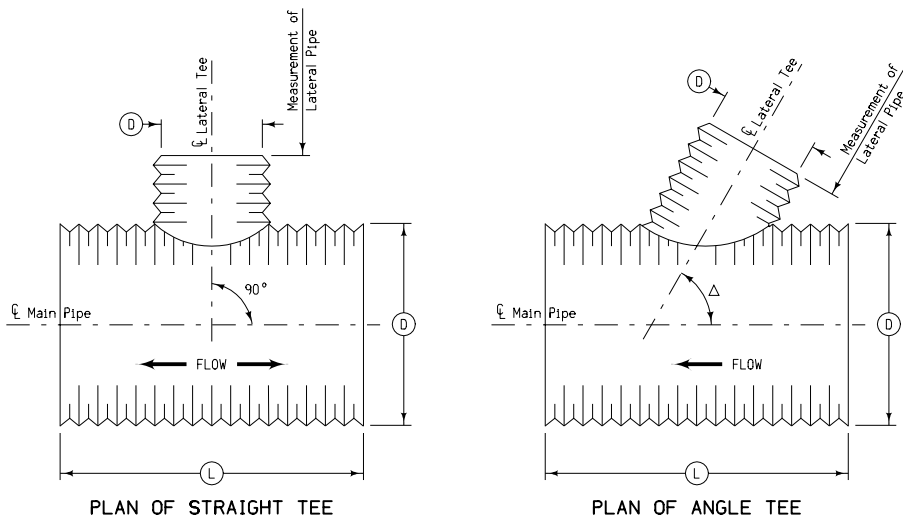 Measurement of
Lateral Pipe
℄ Lateral Tee
D
90°
℄ Main Pipe
D
FLOW
L
PLAN OF STRAIGHT TEE
℄ Lateral Tee
D
Measurement of
Lateral Pipe
△
℄ Main Pipe
D
FLOW
L
PLAN OF ANGLE TEE